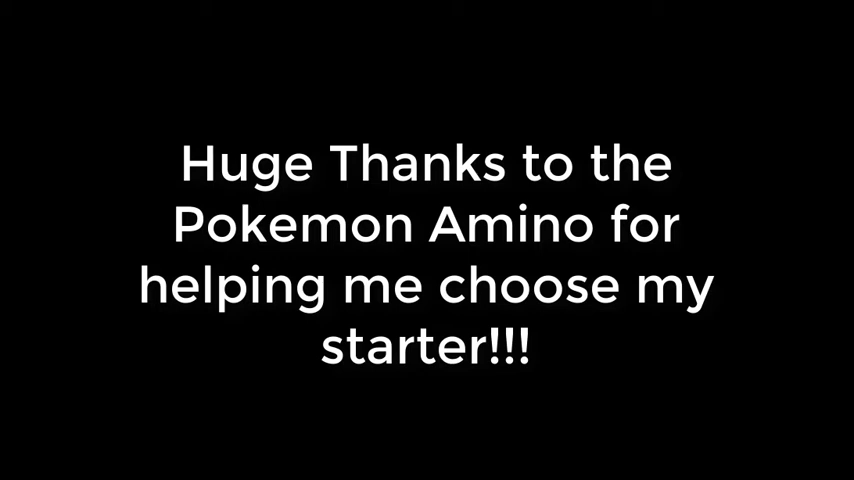 Huge Thanks to the
Pokemon Amino for
helping me choose my
starter!!!